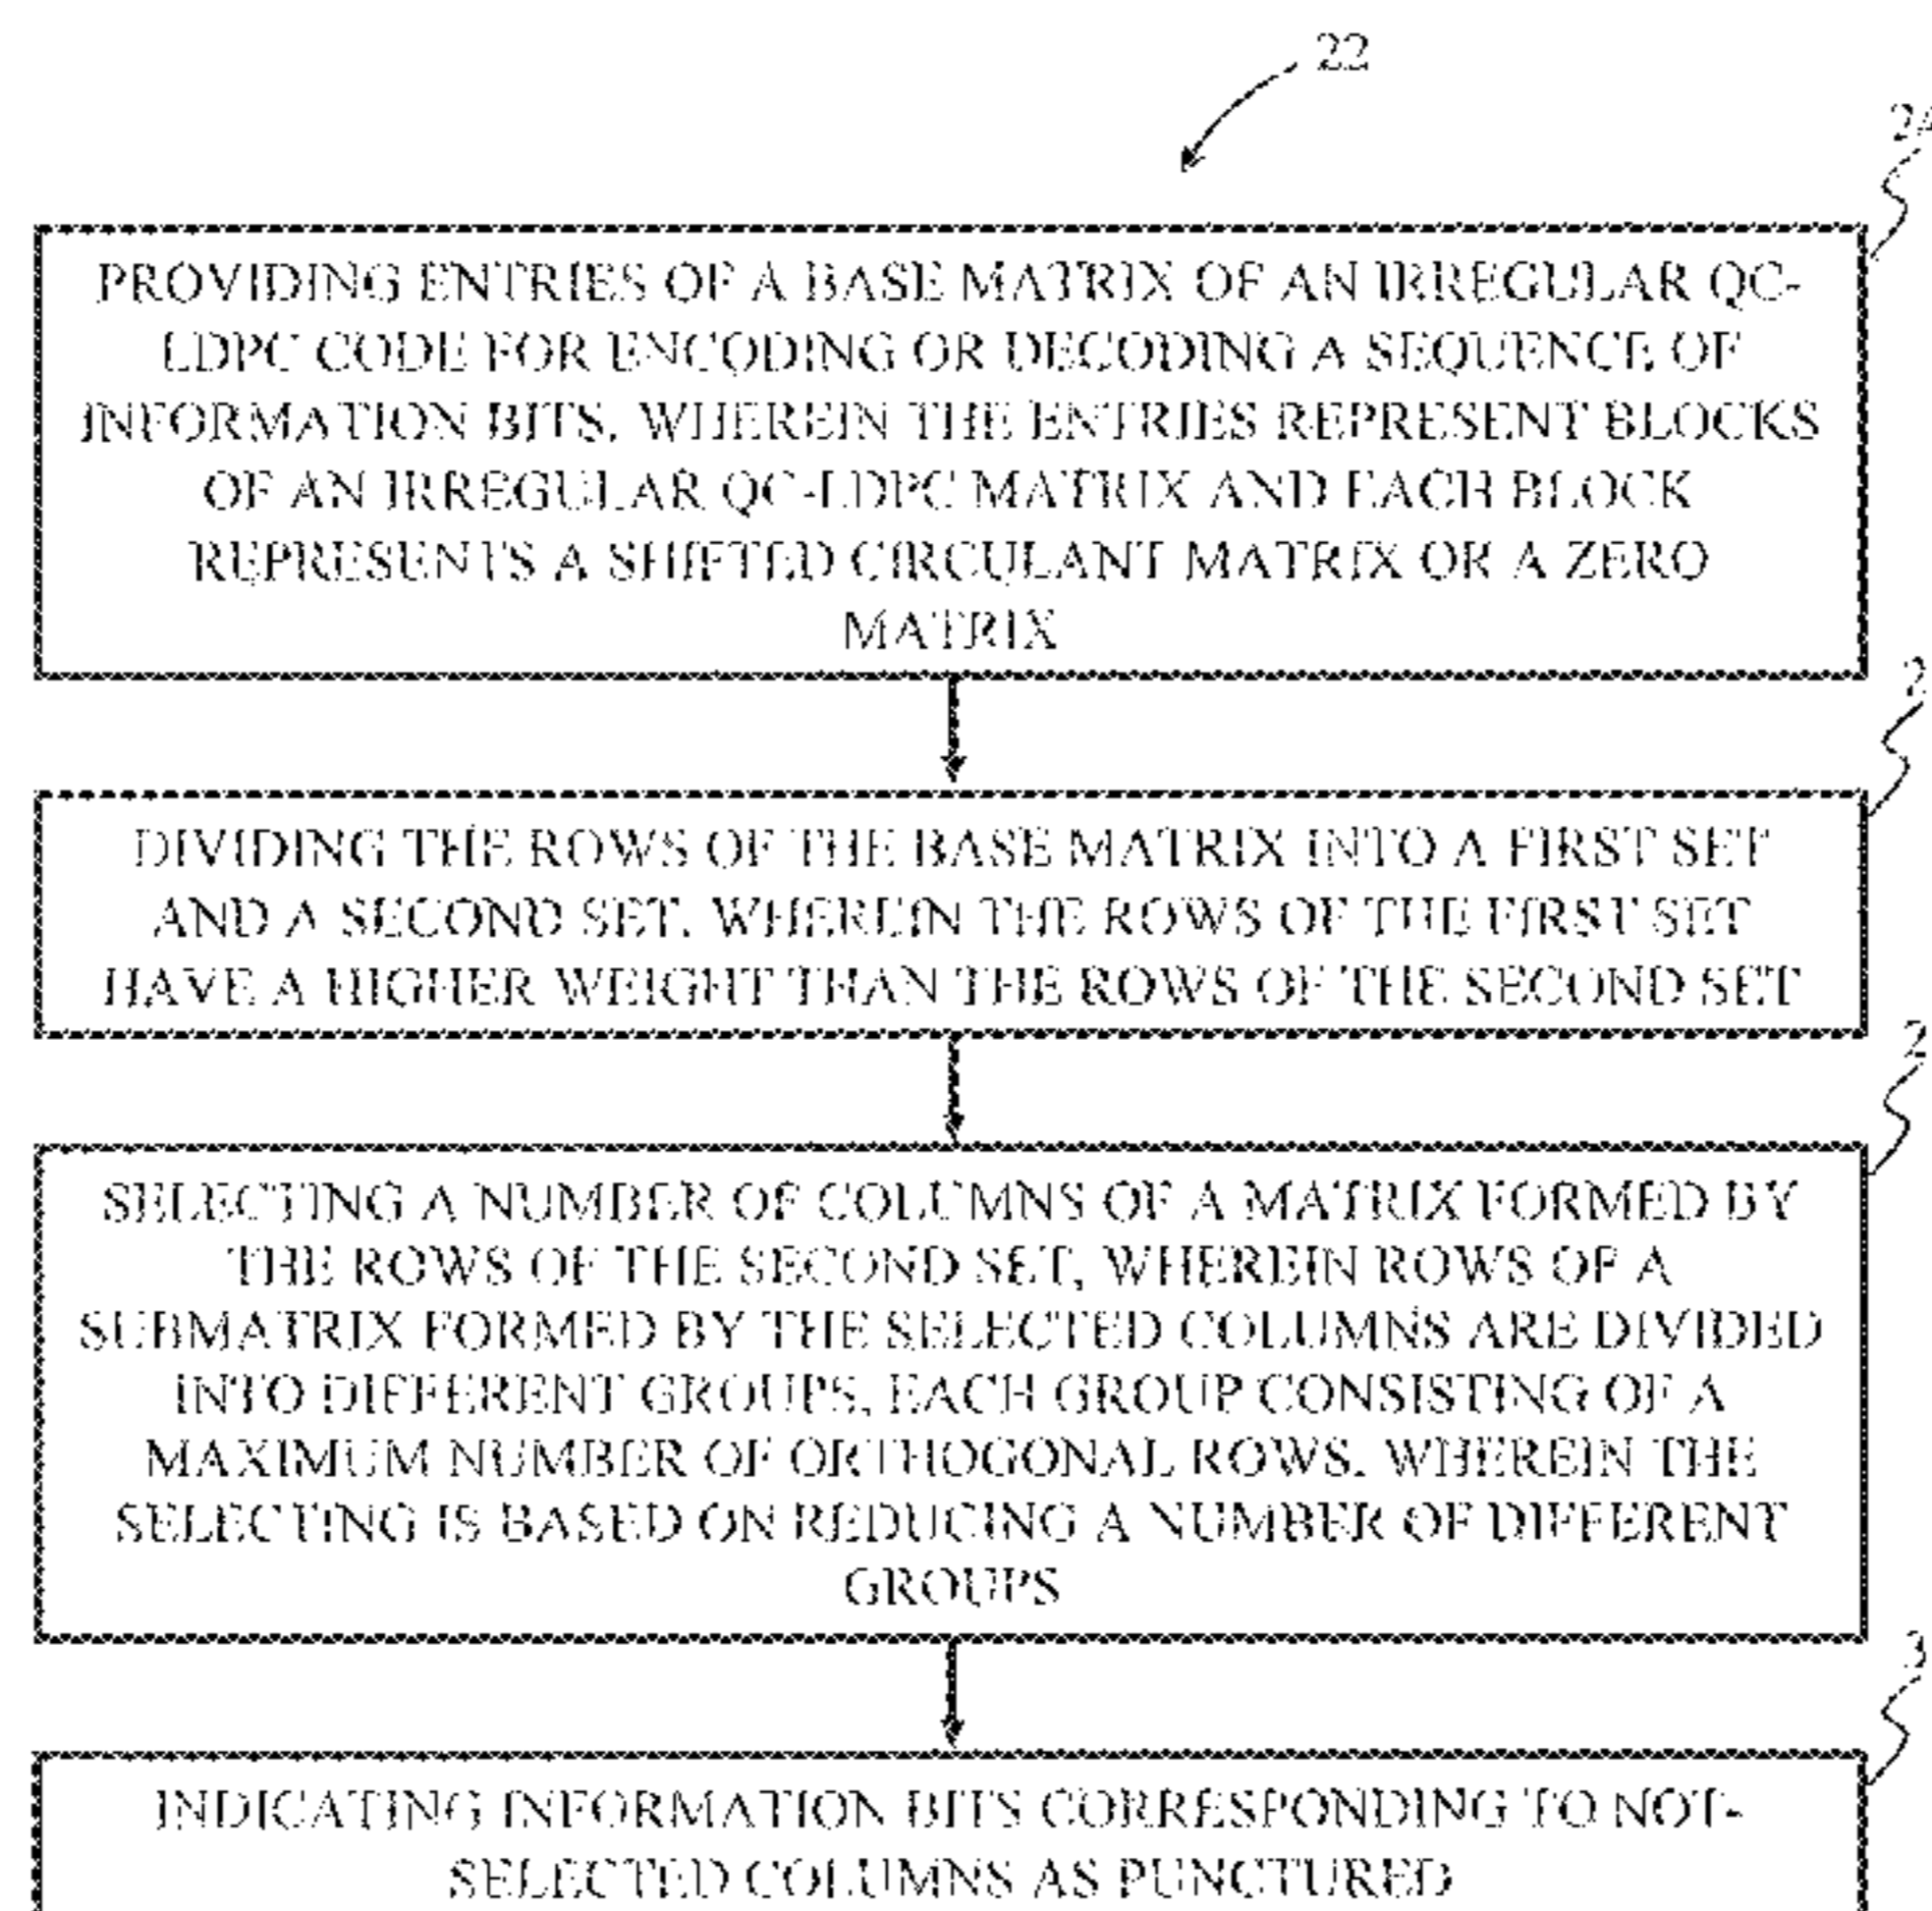 22
24
PROVIDING ENTRIES OF A BASE MATRIX OF AN IRREGULAR QC-
LDPC CODE FOR ENCODING OR DECODING A SEQUENCE OF
INFORMATION BITS, WHEREIN THE ENTRIES REPRESENT BLOCKS
OF AN IRREGULAR QC-LDPC MATRIX AND EACH BLOCK
REPRESENTS A SHIFTED CIRCULANT MATRIX OR A ZERO
MATRIX
2
DIVIDING THE ROWS OF THE BASE MATRIX INTO A FIRST SET
AND A SECOND SET, WHEREIN THE ROWS OF THE FIRST SET
HAVE A HIGHER WEIGHT THAN THE ROWS OF THE SECOND SET
2
SELECTING A NUMBER OF COLUMNS OF A MATRIX FORMED BY
THE ROWS OF THE SECOND SET, WHEREIN ROWS OF A
SUBMATRIX FORMED BY THE SELECTED COLUMNS ARE DIVIDED
INTO DIFFERENT GROUPS, EACH GROUP CONSISTING OF A
MAXIMUM NUMBER OF ORTHOGONAL ROWS, WHEREIN THE
SELECTING IS BASED ON REDUCING A NUMBER OF DIFFERENT
GROUPS
3
INDICATING INFORMATION BITS CORRESPONDING TO NOT-
SELECTED COLUMNS AS PUNCTURED